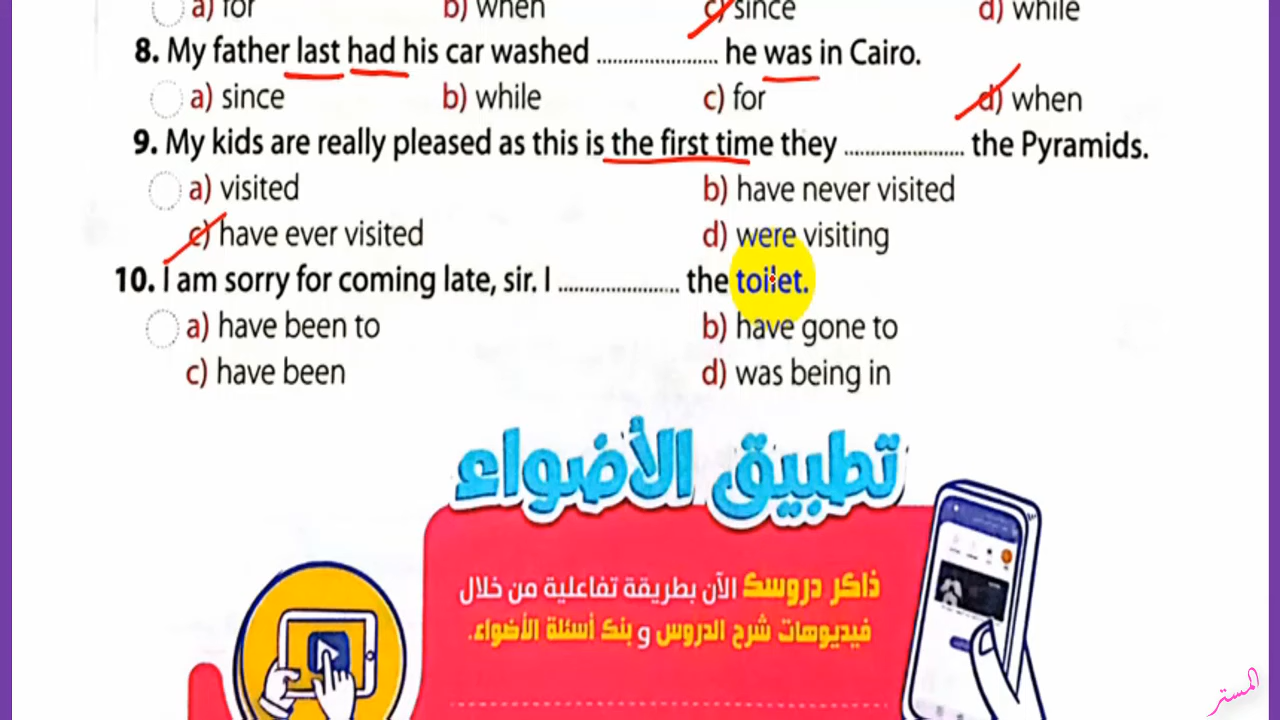 a) for b) when c) since d) while
8. My father last had his car washed ...................... he was in Cairo.
a) since b) while c) for d) when
9. My kids are really pleased as this is the first time they ...................... the Pyramids.
a) visited b) have never visited
c) have ever visited d) were visiting
10. I am sorry for coming late, sir. I ...................... the toilet.
a) have been to b) have gone to
c) have been d) was being in
تطبيق الأضواء
ذاكر دروسك الآن بطريقة تفاعلية من خلال
فيديوهات شرح الدروس و بنك أسئلة الأضواء.
المستر